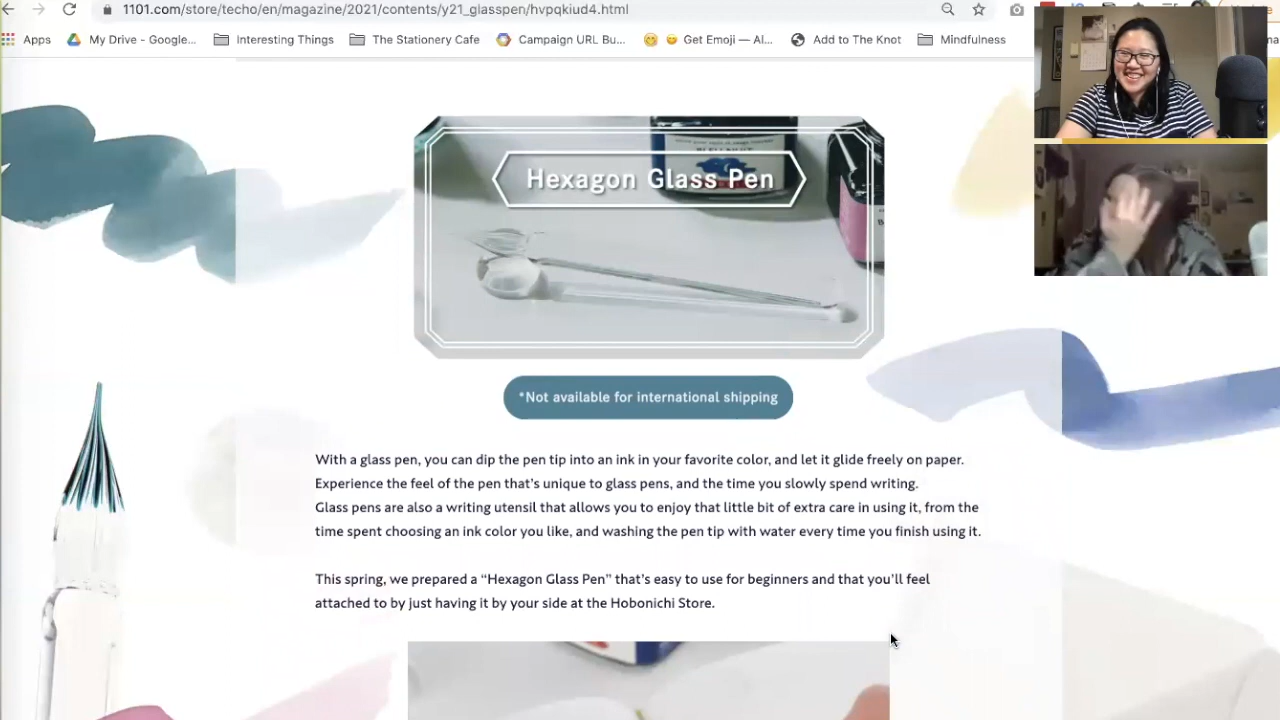 1101.com/store/techo/en/magazine/2021/contents/y21_glasspen/hvpqkiud4.html
Apps
My Drive - Google...
Interesting Things
The Stationery Cafe
Campaign URL Bu...
Get Emoji — Al...
Add to The Knot
Mindfulness
Hexagon Glass Pen
*Not available for international shipping
With a glass pen, you can dip the pen tip into an ink in your favorite color, and let it glide freely on paper.
Experience the feel of the pen that's unique to glass pens, and the time you slowly spend writing.
Glass pens are also a writing utensil that allows you to enjoy that little bit of extra care in using it, from the
time spent choosing an ink color you like, and washing the pen tip with water every time you finish using it.
This spring, we prepared a “Hexagon Glass Pen” that's easy to use for beginners and that you'll feel
attached to by just having it by your side at the Hobonichi Store.